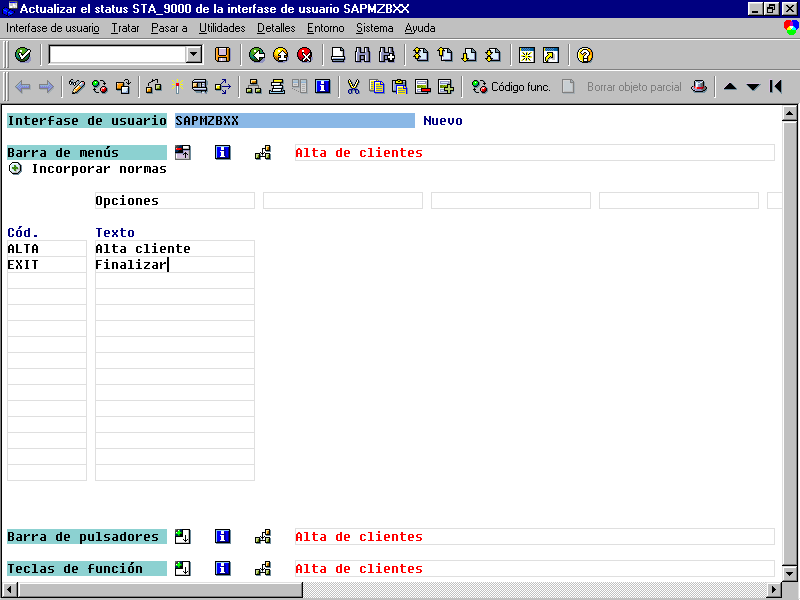 Actualizar el status STA_9000 de la interfase de usuario SAPMZBXX
Interfase de usuario Tratar Pasar a Utilidades Detalles Entorno Sistema Ayuda
Código func. Borrar objeto parcial
Interfase de usuario SAPMZBXX Nuevo
Barra de menús Alta de clientes
Incorporar normas
Opciones
Cód. Texto
ALTA Alta cliente
EXIT Finalizar
Barra de pulsadores Alta de clientes
Teclas de función Alta de clientes